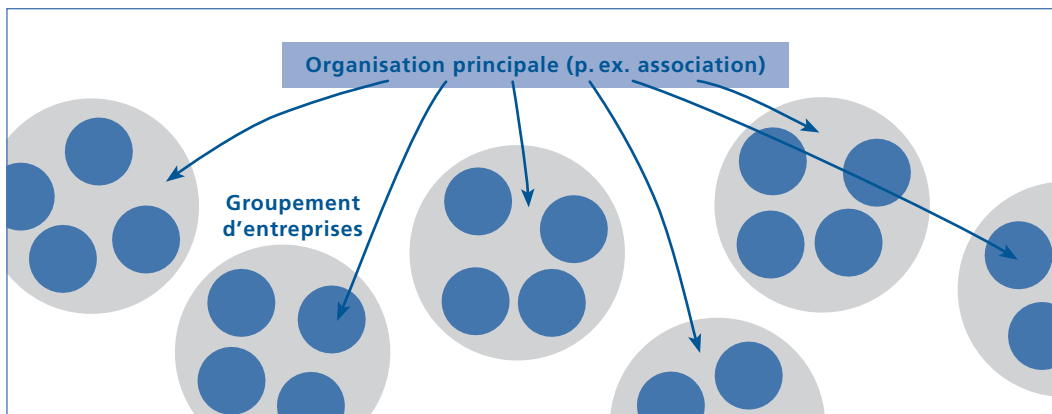 Organisation principale (p. ex. association)
Groupement
d’entreprises